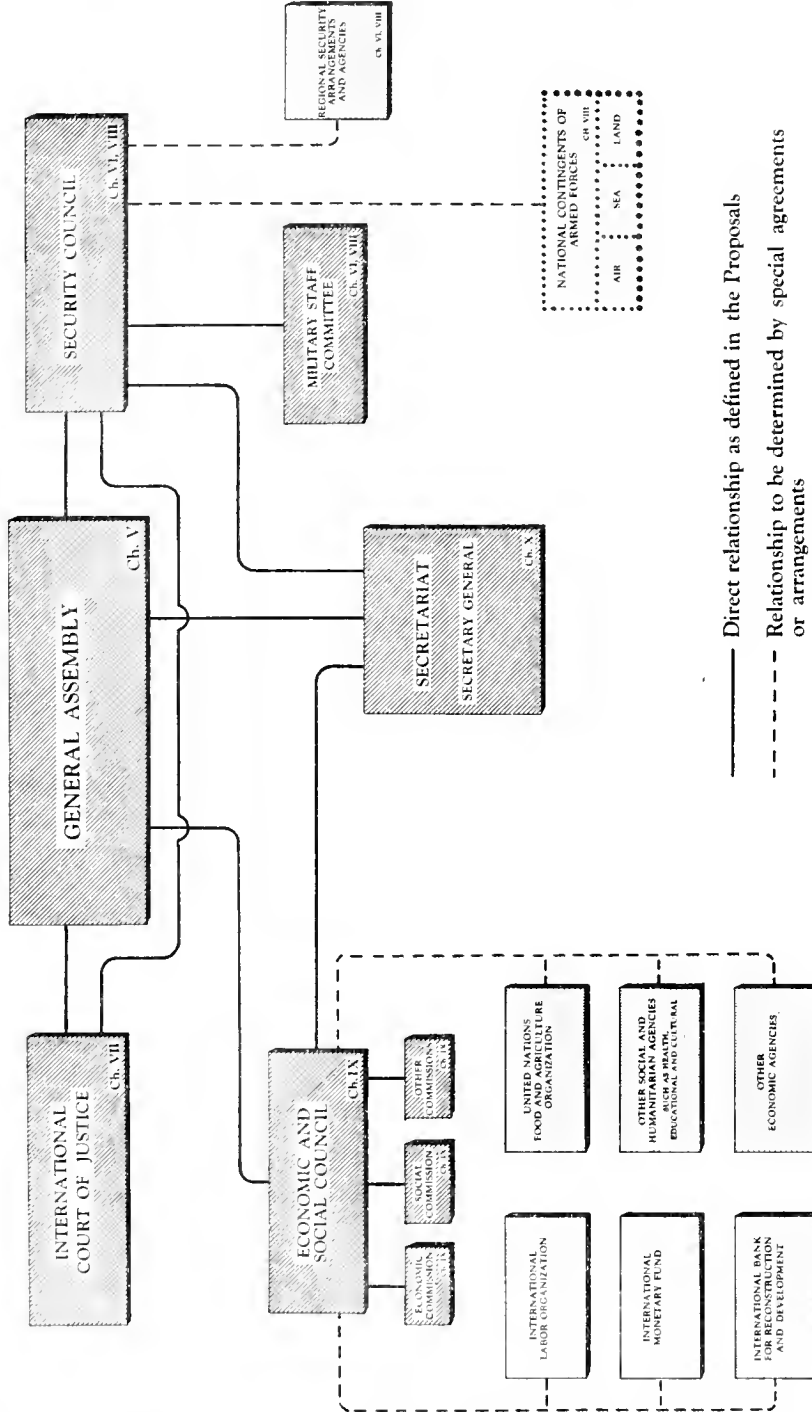 INTERNATIONAL
COURT OF JUSTICE
Ch. VII
GENERAL ASSEMBLY
Ch. V
SECURITY COUNCIL
Ch. VI, VIII
REGIONAL SECURITY
ARRANGEMENTS
AND AGENCIES
Ch. VI, VIII
MILITARY STAFF
COMMITTEE
Ch. VI, VIII
NATIONAL CONTINGENTS OF
ARMED FORCES
CH VIII
AIR
SEA
LAND
SECRETARIAT
SECRETARY GENERAL
Ch. X
ECONOMIC AND
SOCIAL COUNCIL
Ch. IX
ECONOMIC
COMMISSION
Ch. IX
SOCIAL
COMMISSION
Ch. IX
OTHER
COMMISSIONS
Ch. IX
INTERNATIONAL
LABOR ORGANIZATION
UNITED NATIONS
FOOD AND AGRICULTURE
ORGANIZATION
INTERNATIONAL
MONETARY FUND
OTHER SOCIAL AND
HUMANITARIAN AGENCIES
SUCH AS HEALTH,
EDUCATIONAL AND CULTURAL
INTERNATIONAL BANK
FOR RECONSTRUCTION
AND DEVELOPMENT
OTHER
ECONOMIC AGENCIES
Direct relationship as defined in the Proposals
Relationship to be determined by special agreements
or arrangements